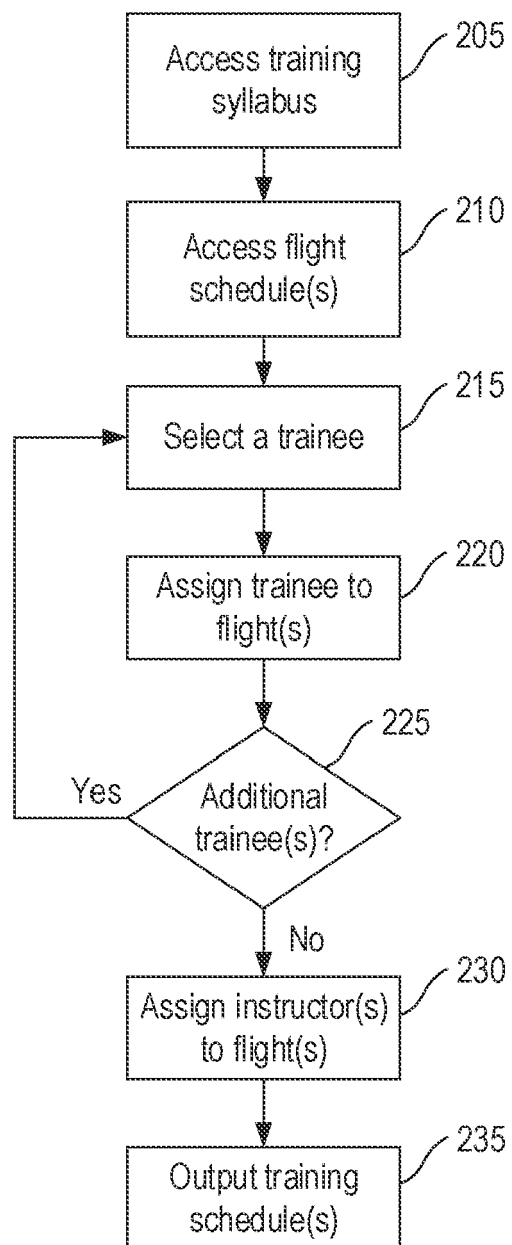 205
Access training
syllabus
210
Access flight
schedule(s)
215
Select a trainee
220
Assign trainee to
flight(s)
225
Yes
Additional
trainee(s)?
No
230
Assign instructor(s)
to flight(s)
235
Output training
schedule(s)